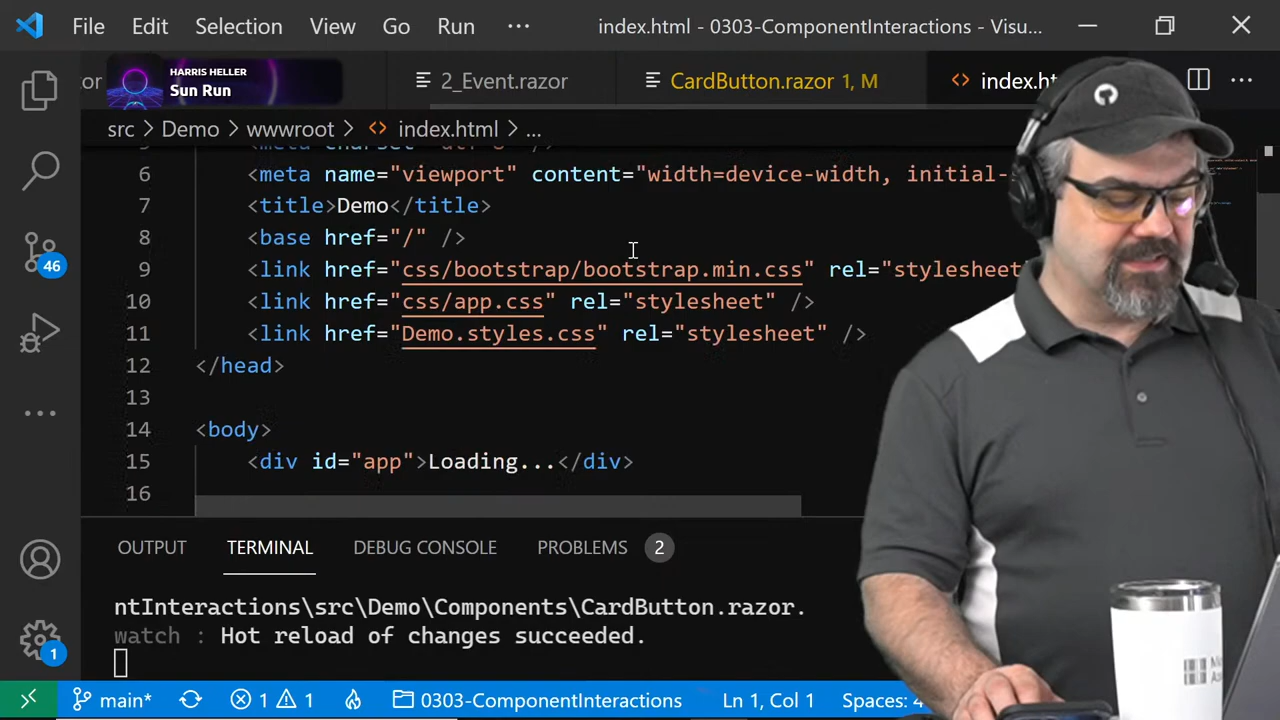 File Edit Selection View Go Run ··· index.html - 0303-ComponentInteractions - Visu...
or HARRIS HELLER 2_Event.razor CardButton.razor 1, M index.ht
Sun Run
src > Demo > wwwroot > index.html > ...
6 <meta name="viewport" content="width=device-width, initial-s
7 <title>Demo</title>
8 <base href="/" />
9 <link href="css/bootstrap/bootstrap.min.css" rel="stylesheet
10 <link href="css/app.css" rel="stylesheet" />
11 <link href="Demo.styles.css" rel="stylesheet" />
12 </head>
13
14 <body>
15 <div id="app">Loading...</div>
16
46
OUTPUT TERMINAL DEBUG CONSOLE PROBLEMS 2
ntInteractions\src\Demo\Components\CardButton.razor.
watch : Hot reload of changes succeeded.
1
main* 1 1 0303-ComponentInteractions Ln 1, Col 1 Spaces: 4